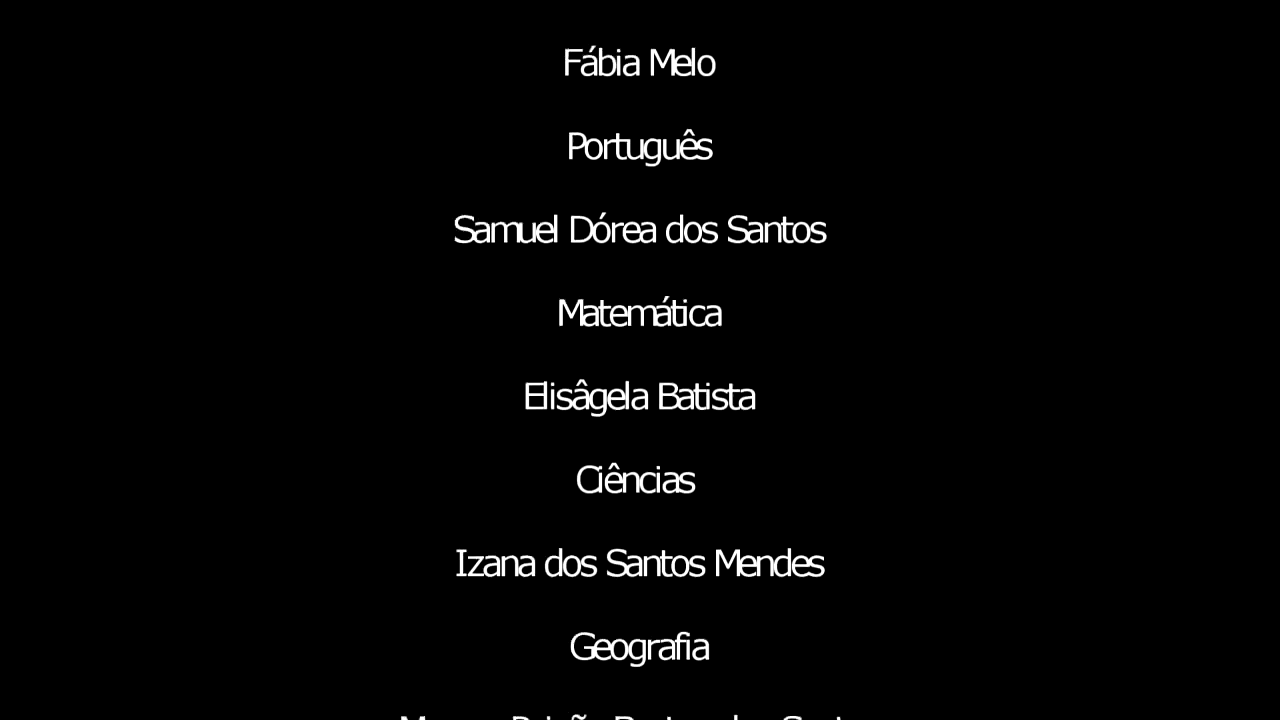 Fábia Melo
Português
Samuel Dórea dos Santos
Matemática
Elisâgela Batista
Ciências
Izana dos Santos Mendes
Geografia